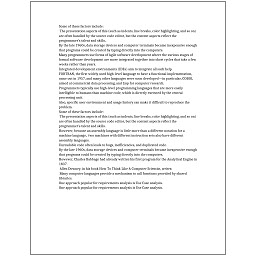 Some of these factors include:
The presentation aspects of this (such as indents, line breaks, color highlighting, and so on)
are often handled by the source code editor, but the content aspects reflect the
programmer's talent and skills.
By the late 1960s, data storage devices and computer terminals became inexpensive enough
that programs could be created by typing directly into the computers.
Many programmers use forms of Agile software development where the various stages of
formal software development are more integrated together into short cycles that take a few
weeks rather than years.
Integrated development environments (IDEs) aim to integrate all such help.
FORTRAN, the first widely used high-level language to have a functional implementation,
came out in 1957, and many other languages were soon developed—in particular, COBOL
aimed at commercial data processing, and Lisp for computer research.
Programmers typically use high-level programming languages that are more easily
intelligible to humans than machine code, which is directly executed by the central
processing unit.
Also, specific user environment and usage history can make it difficult to reproduce the
problem.
Some of these factors include:
The presentation aspects of this (such as indents, line breaks, color highlighting, and so on)
are often handled by the source code editor, but the content aspects reflect the
programmer's talent and skills.
However, because an assembly language is little more than a different notation for a
machine language, two machines with different instruction sets also have different
assembly languages.
Unreadable code often leads to bugs, inefficiencies, and duplicated code.
By the late 1960s, data storage devices and computer terminals became inexpensive enough
that programs could be created by typing directly into the computers.
However, Charles Babbage had already written his first program for the Analytical Engine in
1837.
Allen Downey, in his book How To Think Like A Computer Scientist, writes:
Many computer languages provide a mechanism to call functions provided by shared
libraries.
One approach popular for requirements analysis is Use Case analysis.
One approach popular for requirements analysis is Use Case analysis.